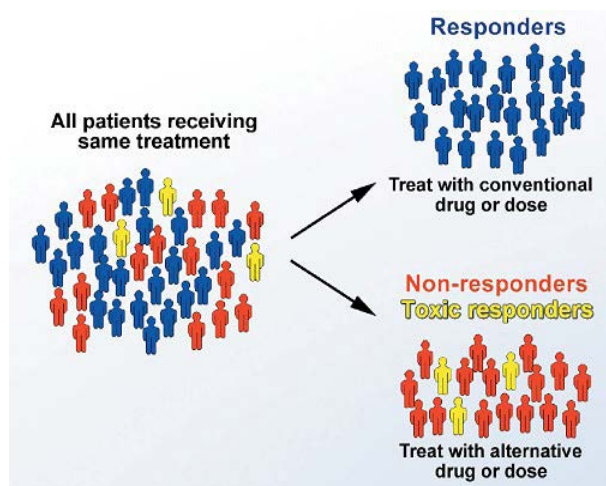 All patients receiving
same treatment
Responders
Treat with conventional
drug or dose
Non-responders
Toxic responders
Treat with alternative
drug or dose